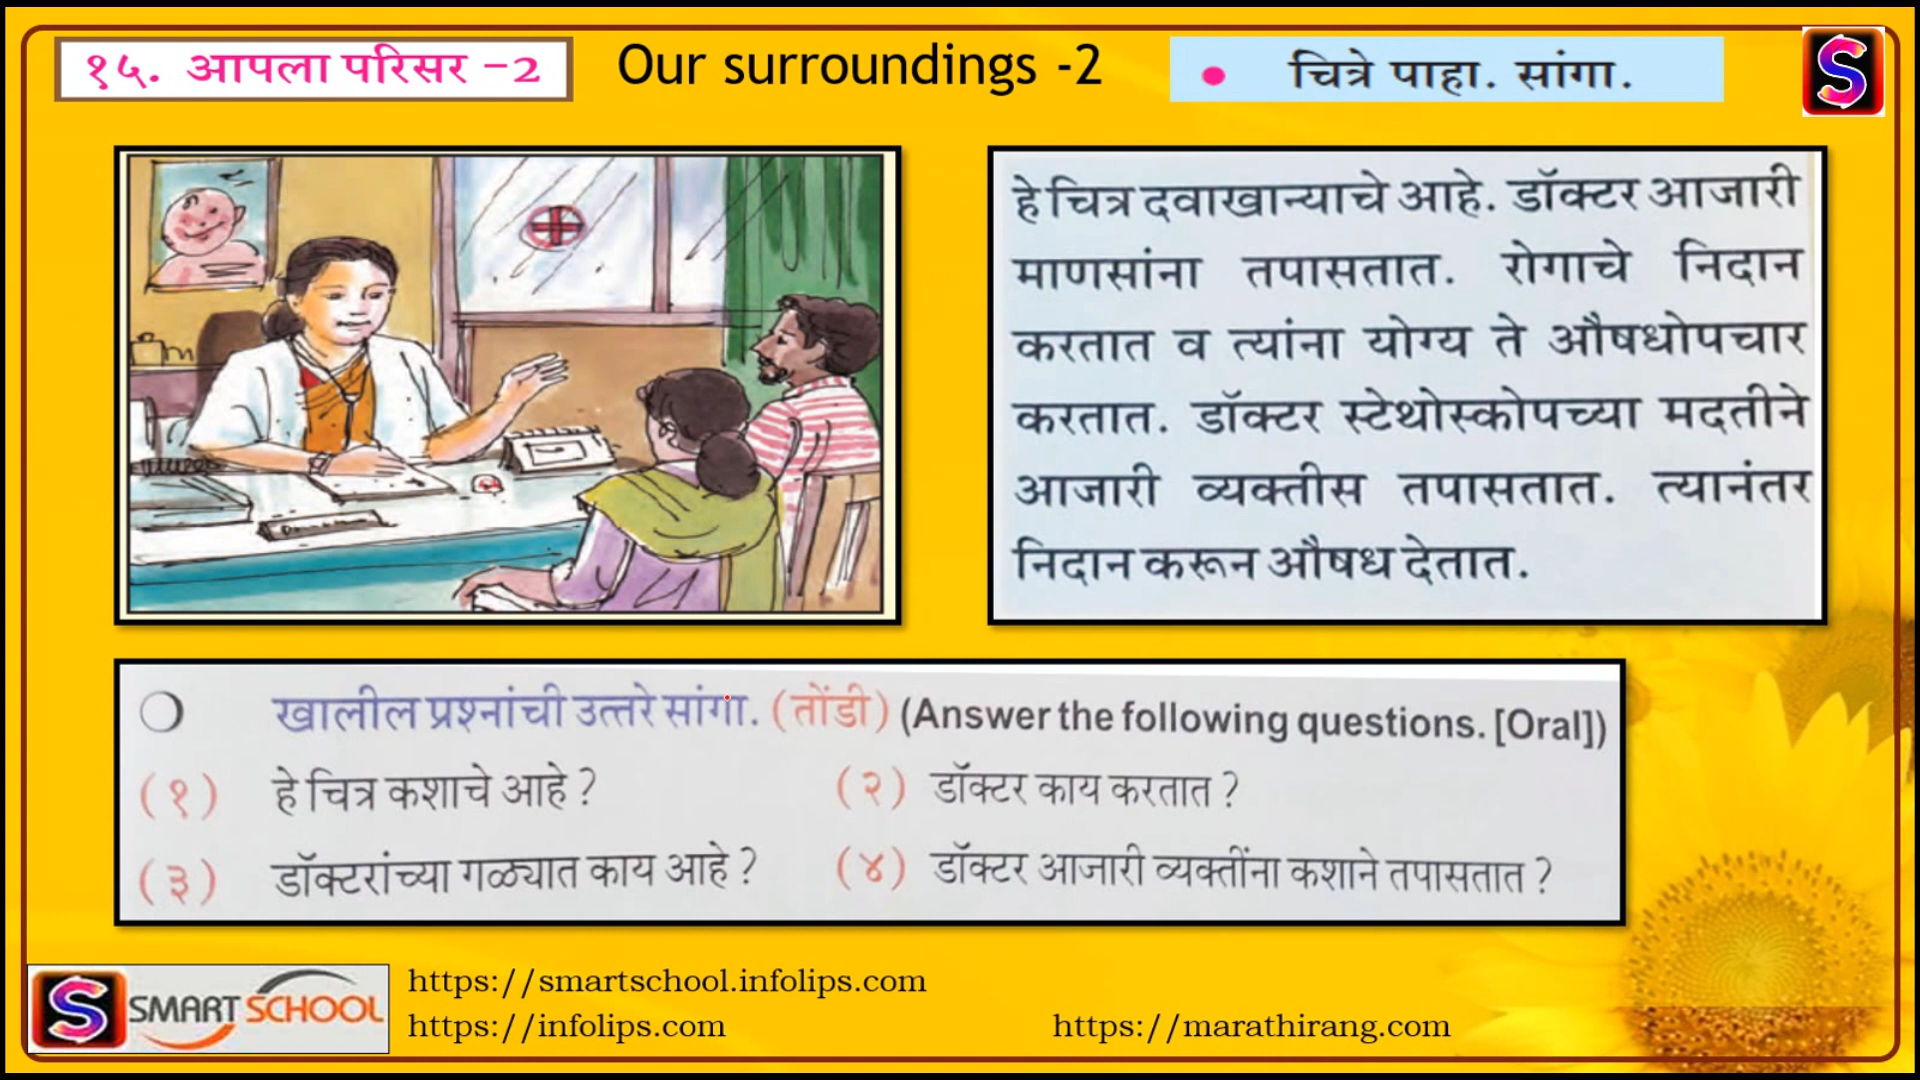 १५. आपला परिसर -2
Our surroundings -2
• चित्रे पाहा. सांगा.
S
हे चित्र दवाखान्याचे आहे. डॉक्टर आजारी
माणसांना तपासतात. रोगाचे निदान
करतात व त्यांना योग्य ते औषधोपचार
करतात. डॉक्टर स्टेथोस्कोपच्या मदतीने
आजारी व्यक्तीस तपासतात. त्यानंतर
निदान करून औषध देतात.
खालील प्रश्नांची उत्तरे सांगा. (तोंडी) (Answer the following questions. [Oral])
(१) हे चित्र कशाचे आहे ? (२) डॉक्टर काय करतात ?
(३) डॉक्टरांच्या गळ्यात काय आहे ? (४) डॉक्टर आजारी व्यक्तींना कशाने तपासतात ?
S SMART SCHOOL
https://smartschool.infolips.com
https://infolips.com https://marathirang.com